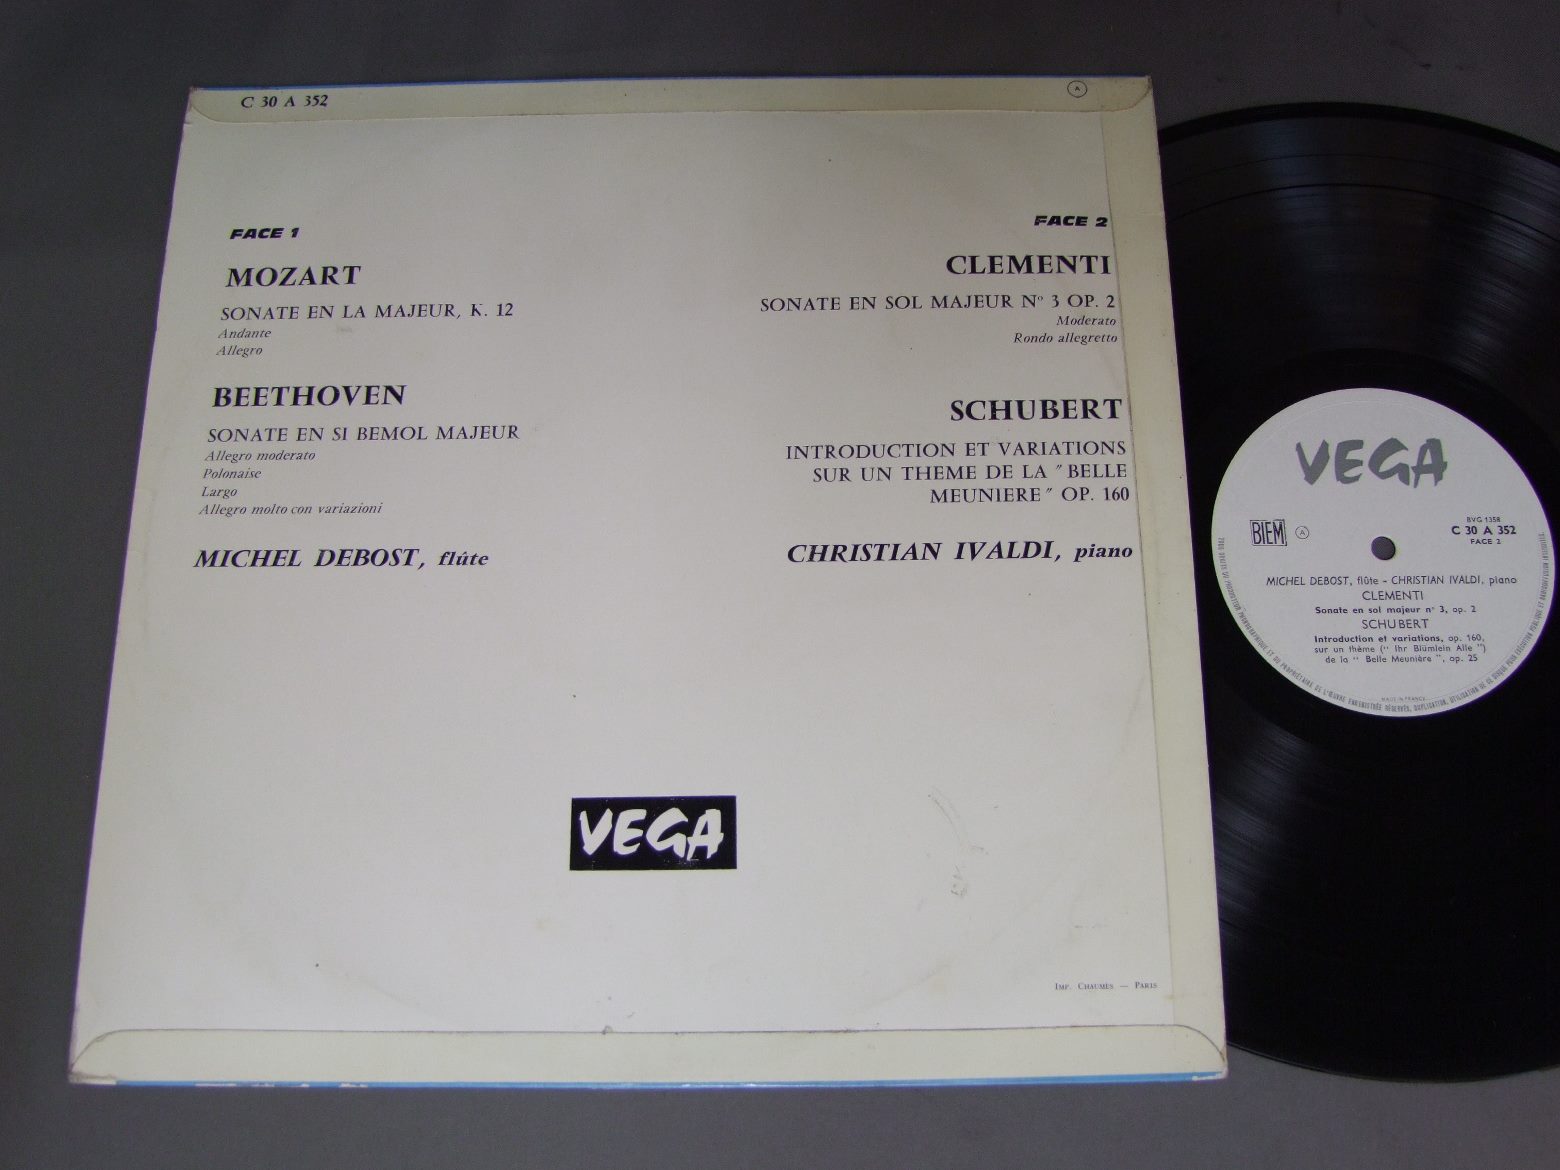 C 30 A 352
A
FACE 1
MOZART
SONATE EN LA MAJEUR, K. 12
Andante
Allegro
BEETHOVEN
SONATE EN SI BEMOL MAJEUR
Allegro moderato
Polonaise
Largo
Allegro molto con variazioni
MICHEL DEBOST, flûte
FACE 2
CLEMENTI
SONATE EN SOL MAJEUR Nº 3 OP. 2
Moderato
Rondo allegretto
SCHUBERT
INTRODUCTION ET VARIATIONS
SUR UN THEME DE LA " BELLE
MEUNIERE " OP. 160
CHRISTIAN IVALDI, piano
VEGA
IMP. CHAUMÈS — PARIS
VEGA
BIEM
A
BVG 1358
C 30 A 352
FACE 2
MICHEL DEBOST, flûte - CHRISTIAN IVALDI, piano
CLEMENTI
Sonate en sol majeur n° 3, op. 2
SCHUBERT
Introduction et variations, op. 160,
sur un thème (" Ihr Blümlein Alle ")
de la " Belle Meunière ", op. 25
MADE IN FRANCE